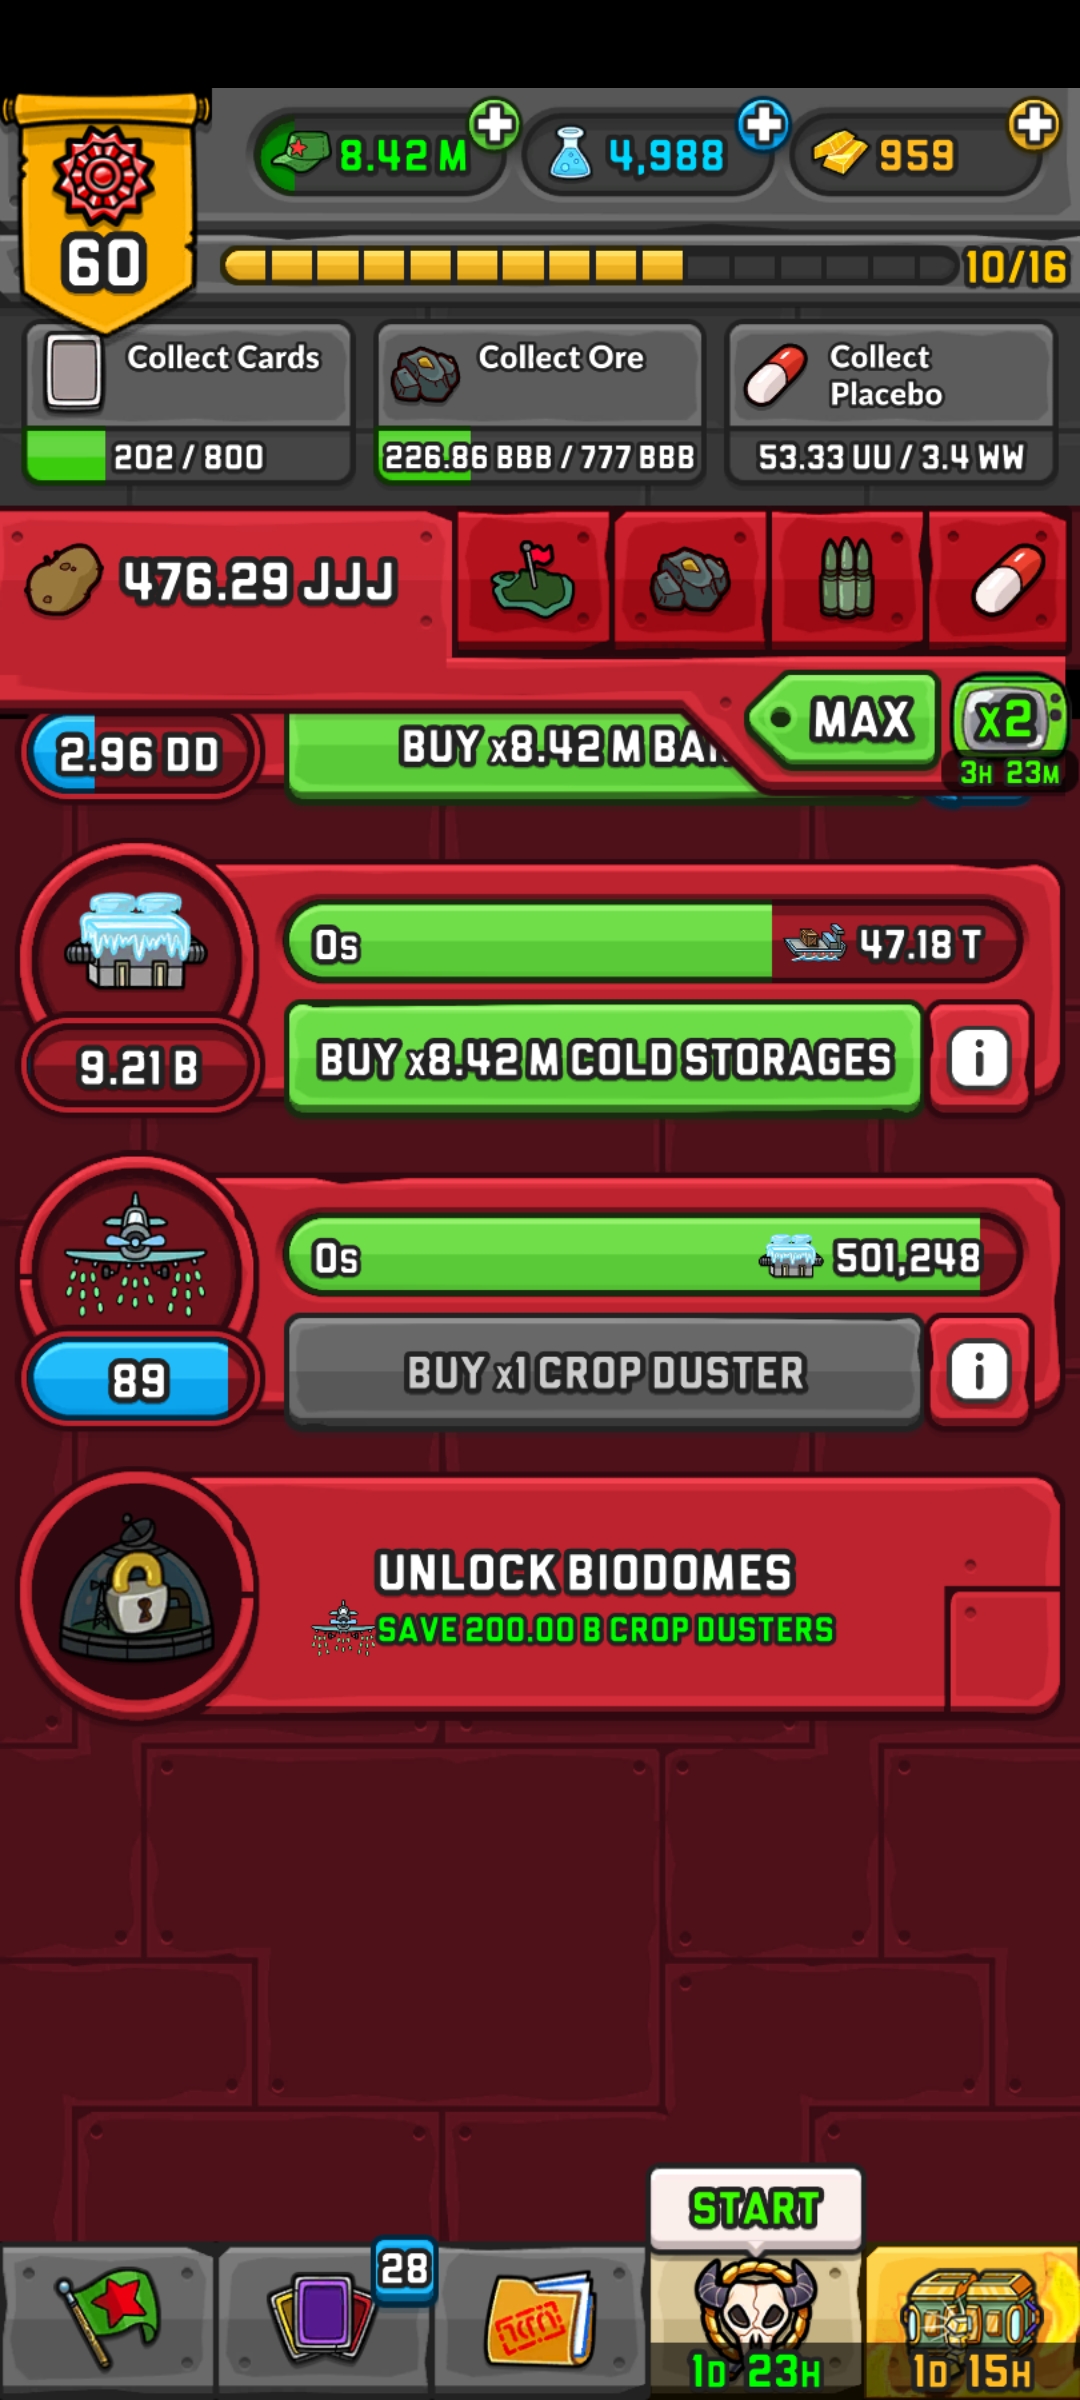 60
8.42 M
4,988
959
10/16
Collect Cards
202 / 800
Collect Ore
226.86 BBB / 777 BBB
Collect
Placebo
53.33 UU / 3.4 WW
476.29 JJJ
MAX
x2
3H 23M
2.96 DD
BUY x8.42 M
0s
47.18 T
9.21 B
BUY x8.42 M COLD STORAGES
i
0s
501,248
89
BUY x1 CROP DUSTER
i
UNLOCK BIODOMES
SAVE 200.00 B CROP DUSTERS
START
28
1D 23H
1D 15H